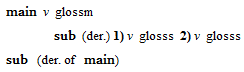 main v glossm
sub (der.) 1) v glosss 2) v glosss
sub (der. of main)